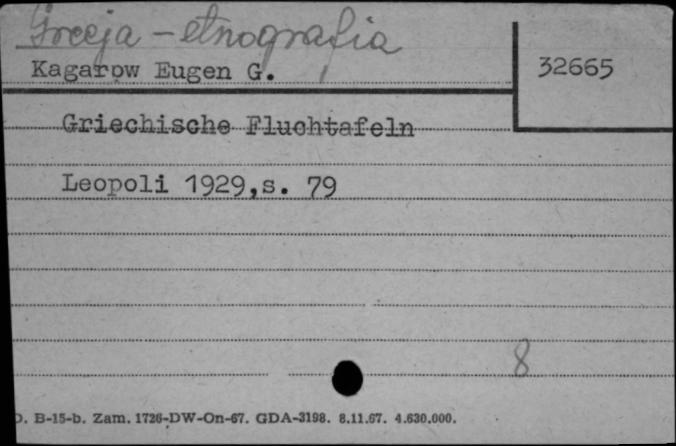 Grecja - etnografia
Kagarow Eugen G.
32665
Griechische Fluchtafeln
Leopoli 1929,s. 79
8
D. B-15-b. Zam. 1726-DW-On-67. GDA-3198. 8.11.67. 4.630.000.